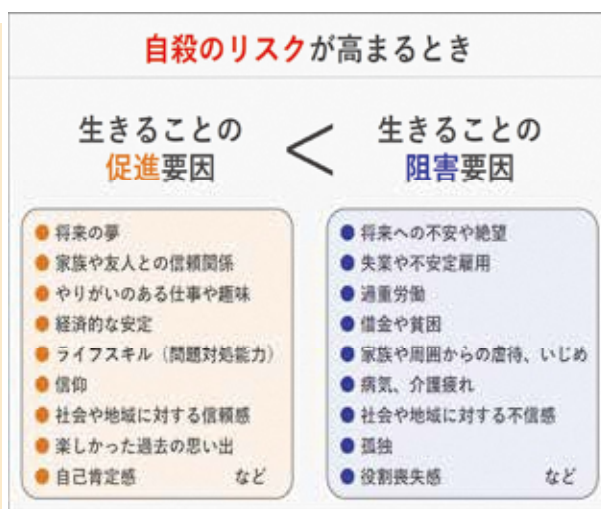 自殺のリスクが高まるとき
生きることの
促進要因
<
生きることの
阻害要因
将来の夢
家族や友人との信頼関係
やりがいのある仕事や趣味
経済的な安定
ライフスキル（問題対処能力）
信仰
社会や地域に対する信頼感
楽しかった過去の思い出
自己肯定感 など
将来への不安や絶望
失業や不安定雇用
過重労働
借金や貧困
家族や周囲からの虐待、いじめ
病気、介護疲れ
社会や地域に対する不信感
孤独
役割喪失感 など